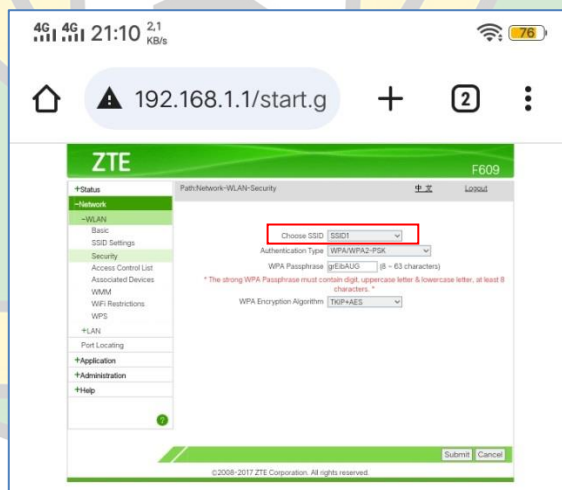 4G 4G 21:10 2,1 KB/s 76
192.168.1.1/start.g + 2
ZTE
F609
+Status
Path:Network-WLAN-Security 中 文 Logout
-Network
-WLAN
Basic
SSID Settings
Security
Access Control List
Associated Devices
WMM
WiFi Restrictions
WPS
+LAN
Port Locating
+Application
+Administration
+Help
?
Choose SSID SSID1
Authentication Type WPA/WPA2-PSK
WPA Passphrase grEibAUG (8 ~ 63 characters)
* The strong WPA Passphrase must contain digit, uppercase letter & lowercase letter, at least 8
characters. *
WPA Encryption Algorithm TKIP+AES
Submit Cancel
©2008-2017 ZTE Corporation. All rights reserved.